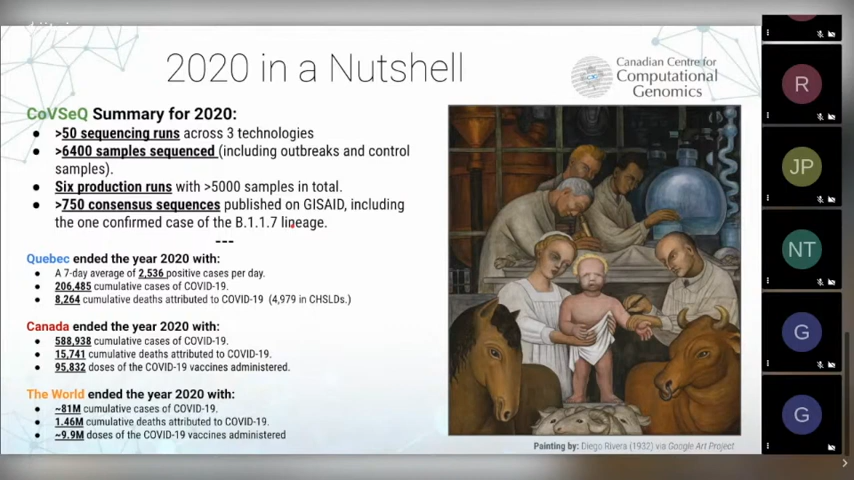 2020 in a Nutshell
Canadian Centre for
Computational
Genomics
CoVSeQ Summary for 2020:
● >50 sequencing runs across 3 technologies
● >6400 samples sequenced (including outbreaks and control
samples).
● Six production runs with >5000 samples in total.
● >750 consensus sequences published on GISAID, including
the one confirmed case of the B.1.1.7 lineage.
---
Quebec ended the year 2020 with:
● A 7-day average of 2,536 positive cases per day.
● 206,485 cumulative cases of COVID-19.
● 8,264 cumulative deaths attributed to COVID-19 (4,979 in CHSLDs.)
Canada ended the year 2020 with:
● 588,938 cumulative cases of COVID-19.
● 15,741 cumulative deaths attributed to COVID-19.
● 95,832 doses of the COVID-19 vaccines administered.
The World ended the year 2020 with:
● ~81M cumulative cases of COVID-19.
● 1.46M cumulative deaths attributed to COVID-19.
● ~9.9M doses of the COVID-19 vaccines administered
Painting by: Diego Rivera (1932) via Google Art Project
R
JP
NT
G
G